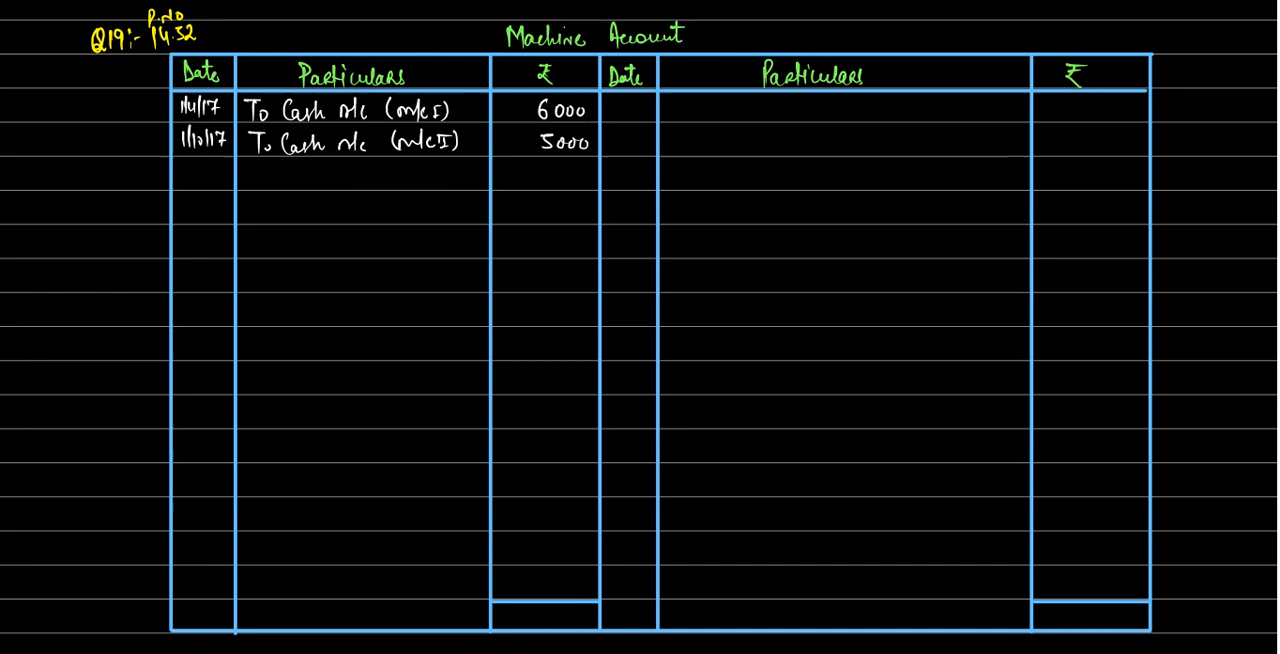 P.No
Q19:- 14.52
Machine Account
Date Particulars ₹ Date Particulars ₹
1/4/17 To Cash A/c (m/c I) 6000
1/10/17 To Cash A/c (m/c II) 5000